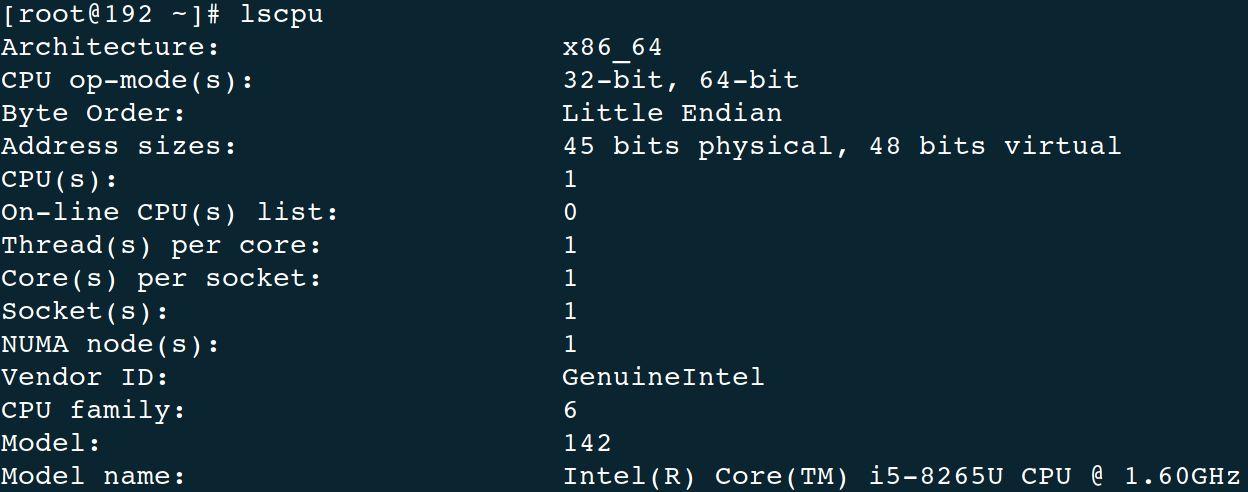 [root@192 ~]# lscpu
Architecture: x86_64
CPU op-mode(s): 32-bit, 64-bit
Byte Order: Little Endian
Address sizes: 45 bits physical, 48 bits virtual
CPU(s): 1
On-line CPU(s) list: 0
Thread(s) per core: 1
Core(s) per socket: 1
Socket(s): 1
NUMA node(s): 1
Vendor ID: GenuineIntel
CPU family: 6
Model: 142
Model name: Intel(R) Core(TM) i5-8265U CPU @ 1.60GHz